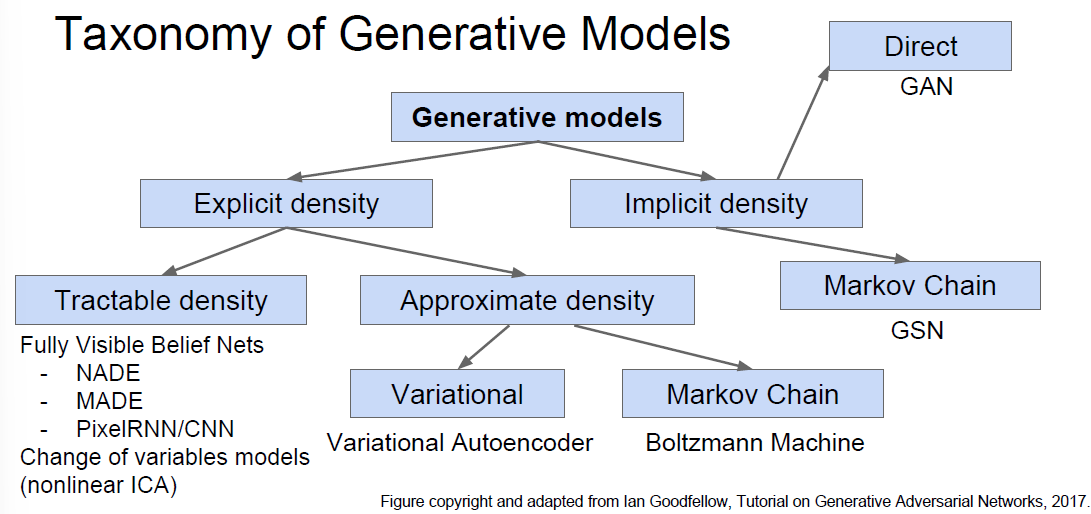 Taxonomy of Generative Models
Direct
GAN
Generative models
Explicit density
Implicit density
Tractable density
Approximate density
Markov Chain
GSN
Fully Visible Belief Nets
- NADE
- MADE
- PixelRNN/CNN
Change of variables models
(nonlinear ICA)
Variational
Variational Autoencoder
Markov Chain
Boltzmann Machine
Figure copyright and adapted from Ian Goodfellow, Tutorial on Generative Adversarial Networks, 2017.